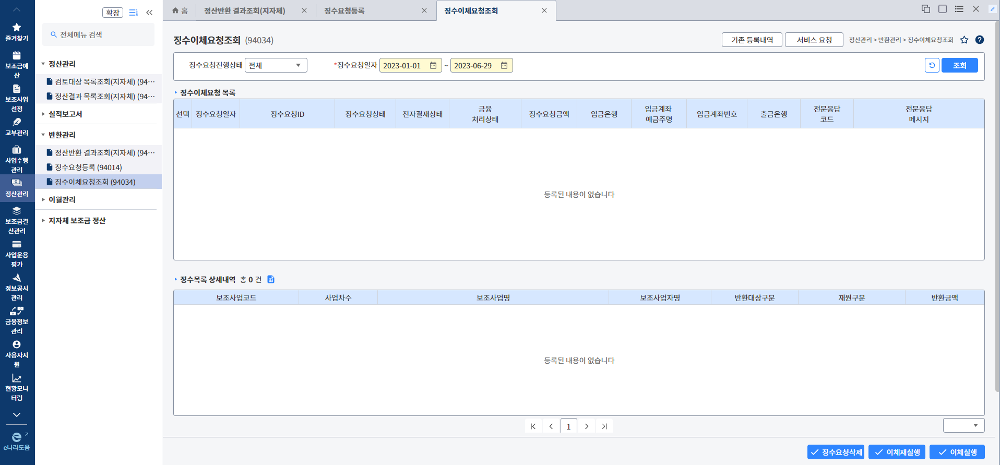 즐겨찾기
보조금예
산
보조사업
선정
교부관리
사업수행
관리
정산관리
보조금결
산관리
사업운용
평가
정보공시
관리
금융정보
관리
사용자지
원
현황모니
터링
e나라도움
확장
전체메뉴 검색
정산관리
검토대상 목록조회(지자체) (94···
정산결과 목록조회(지자체) (94···
실적보고서
반환관리
정산반환 결과조회(지자체) (94···
징수요청등록 (94014)
징수이체요청조회 (94034)
이월관리
지자체 보조금 정산
홈 정산반환 결과조회(지자체) 징수요청등록 징수이체요청조회
징수이체요청조회 (94034)
기존 등록내역 서비스 요청 정산관리 > 반환관리 > 징수이체요청조회
징수요청진행상태 전체 *징수요청일자 2023-01-01 ~ 2023-06-29 조회
징수이체요청 목록
선택 징수요청일자 징수요청ID 징수요청상태 전자결재상태 금융 처리상태 징수요청금액 입금은행 입금계좌 예금주명 입금계좌번호 출금은행 전문응답 코드 전문응답 메시지
등록된 내용이 없습니다
징수목록 상세내역 총 0 건
보조사업코드 사업차수 보조사업명 보조사업자명 반환대상구분 재원구분 반환금액
등록된 내용이 없습니다
1
징수요청삭제 이체재실행 이체실행